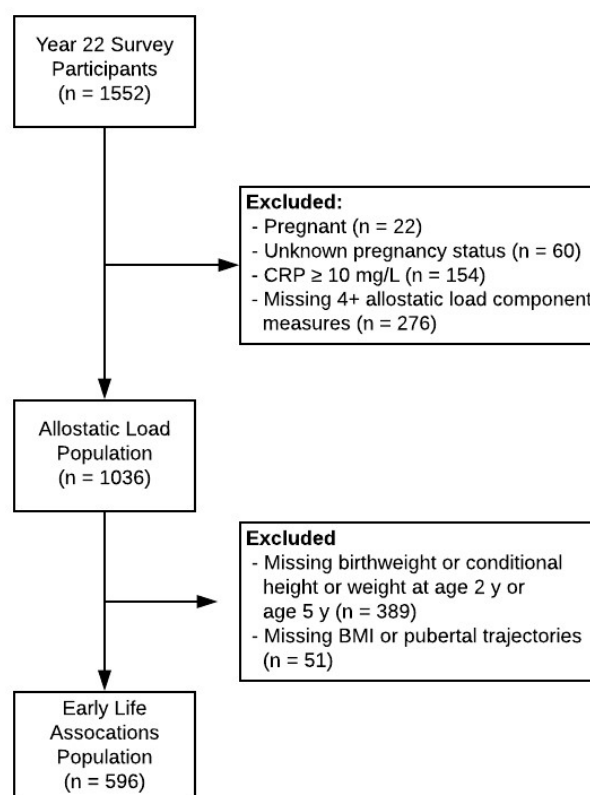 Year 22 Survey
Participants
(n = 1552)
Excluded:
- Pregnant (n = 22)
- Unknown pregnancy status (n = 60)
- CRP ≥ 10 mg/L (n = 154)
- Missing 4+ allostatic load component
measures (n = 276)
Allostatic Load
Population
(n = 1036)
Excluded
- Missing birthweight or conditional
height or weight at age 2 y or
age 5 y (n = 389)
- Missing BMI or pubertal trajectories
(n = 51)
Early Life
Assocations
Population
(n = 596)